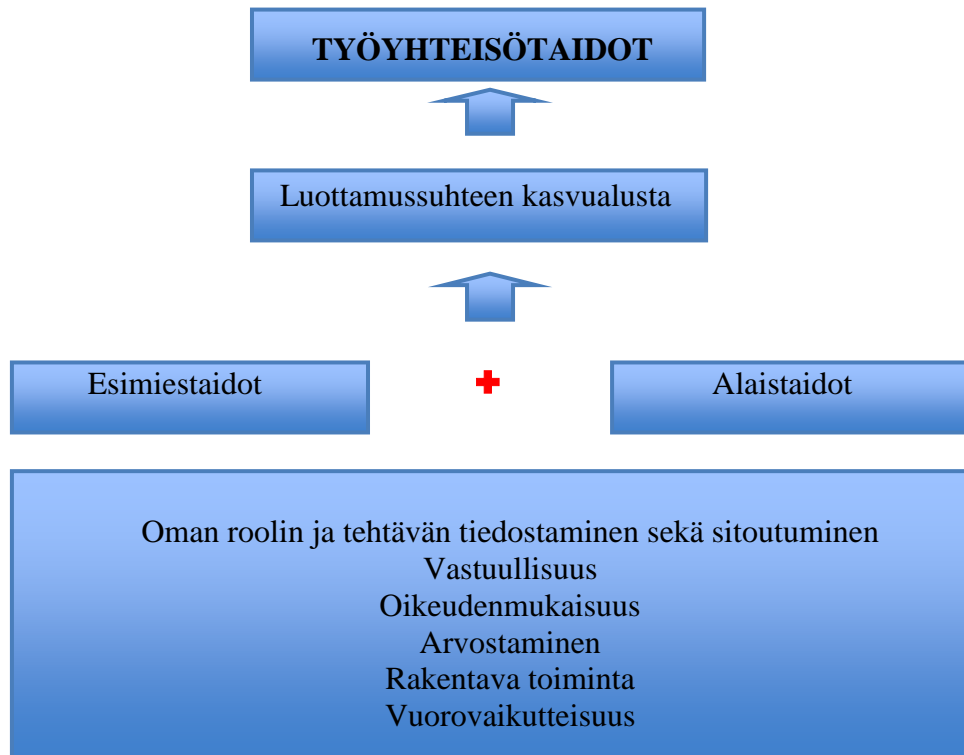 TYÖYHTEISÖTAIDOT
Luottamussuhteen kasvualusta
Esimiestaidot
Alaistaidot
Oman roolin ja tehtävän tiedostaminen sekä sitoutuminen
Vastuullisuus
Oikeudenmukaisuus
Arvostaminen
Rakentava toiminta
Vuorovaikutteisuus